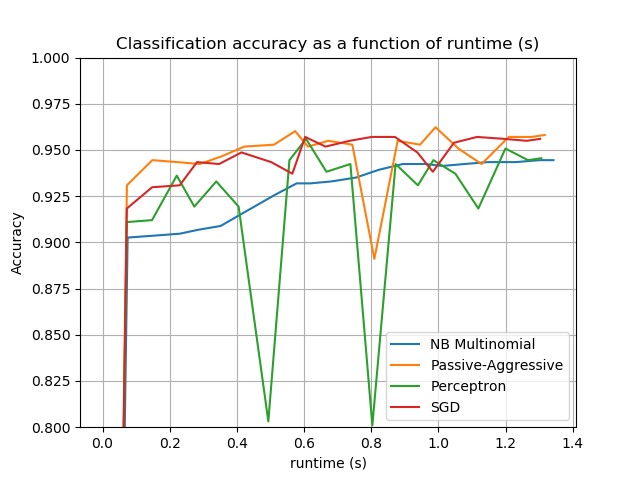 Classification accuracy as a function of runtime (s)
1.000
0.975
0.950
0.925
0.900
0.875
0.850
0.825
0.800
Accuracy
NB Multinomial
Passive-Aggressive
Perceptron
SGD
0.0 0.2 0.4 0.6 0.8 1.0 1.2 1.4
runtime (s)